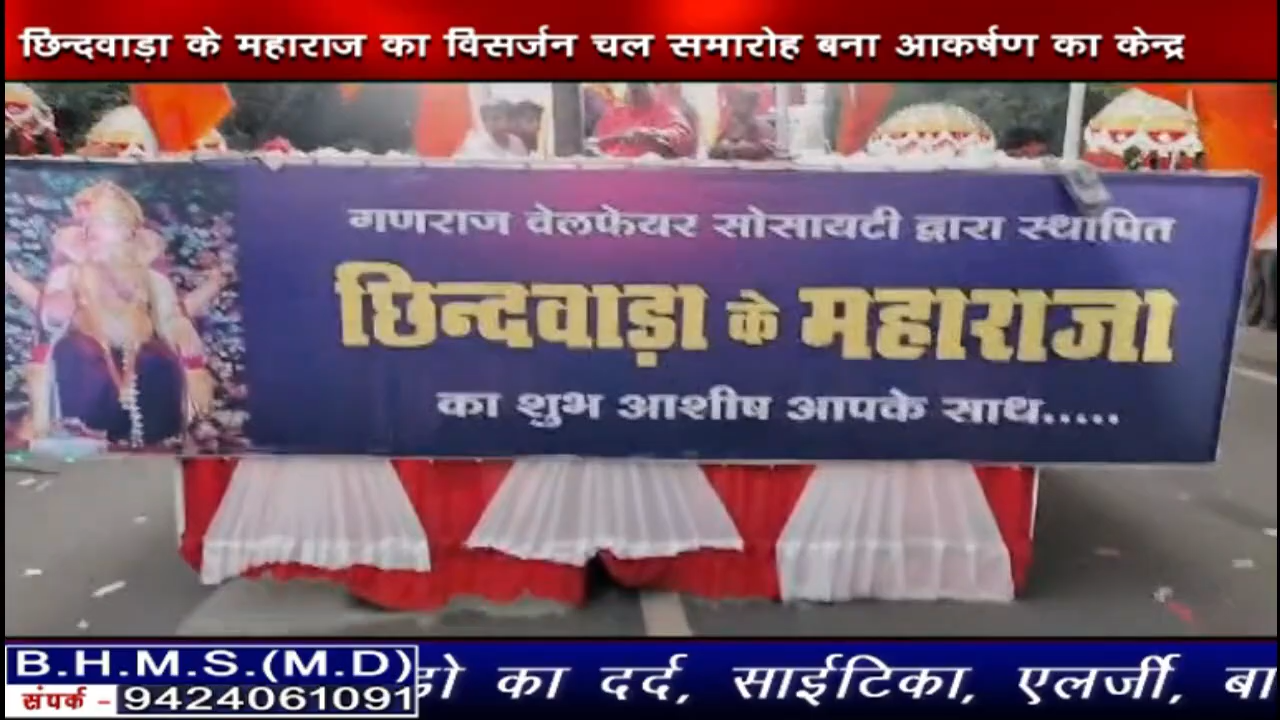 छिन्दवाड़ा के महाराज का विसर्जन चल समारोह बना आकर्षण का केन्द्र
गणराज वेलफेयर सोसायटी द्वारा स्थापित
छिन्दवाड़ा के महाराजा
का शुभ आशीष आपके साथ.....
B.H.M.S.(M.D)
का दर्द, साईटिका, एलर्जी,
संपर्क - 9424061091